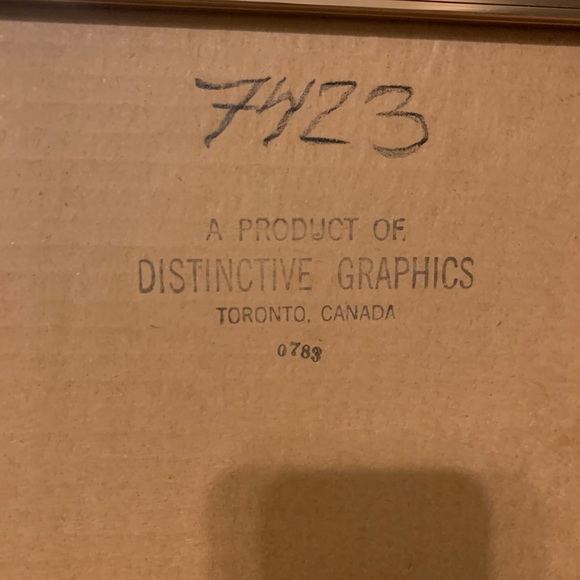 7423
A PRODUCT OF
DISTINCTIVE GRAPHICS
TORONTO, CANADA
0783